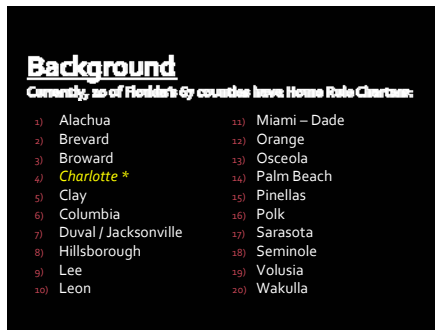 Background
Currently, 20 of Florida's 67 counties have Home Rule Charters:
1) Alachua
2) Brevard
3) Broward
4) Charlotte *
5) Clay
6) Columbia
7) Duval / Jacksonville
8) Hillsborough
9) Lee
10) Leon
11) Miami – Dade
12) Orange
13) Osceola
14) Palm Beach
15) Pinellas
16) Polk
17) Sarasota
18) Seminole
19) Volusia
20) Wakulla